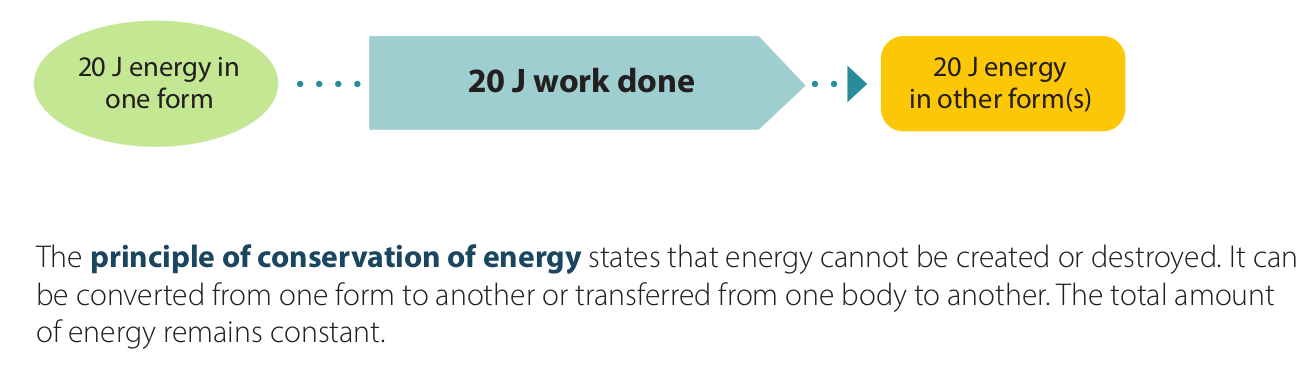 20 J energy in
one form
20 J work done
20 J energy
in other form(s)
The principle of conservation of energy states that energy cannot be created or destroyed. It can
be converted from one form to another or transferred from one body to another. The total amount
of energy remains constant.